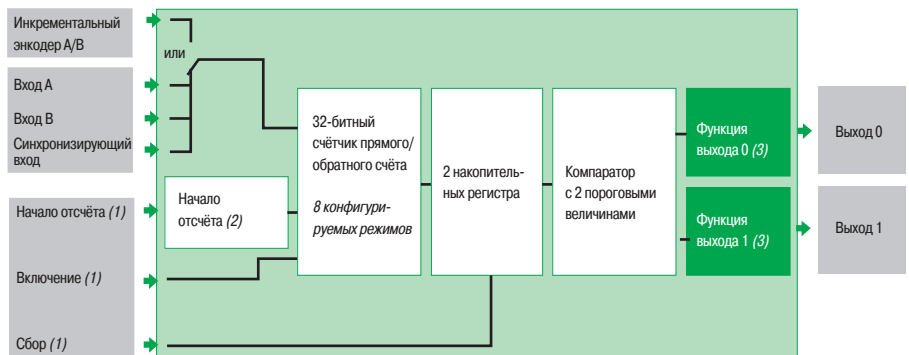 Инкрементальный
энкодер А/В
или
Вход А
Вход В
Синхронизирующий
вход
Начало отсчёта (1)
Включение (1)
Сбор (1)
Начало
отсчёта (2)
32-битный
счётчик прямого/
обратного счёта
8 конфигури-
руемых режимов
2 накопитель-
ных регистра
Компаратор
с 2 пороговыми
величинами
Функция
выхода 0 (3)
Функция
выхода 1 (3)
Выход 0
Выход 1